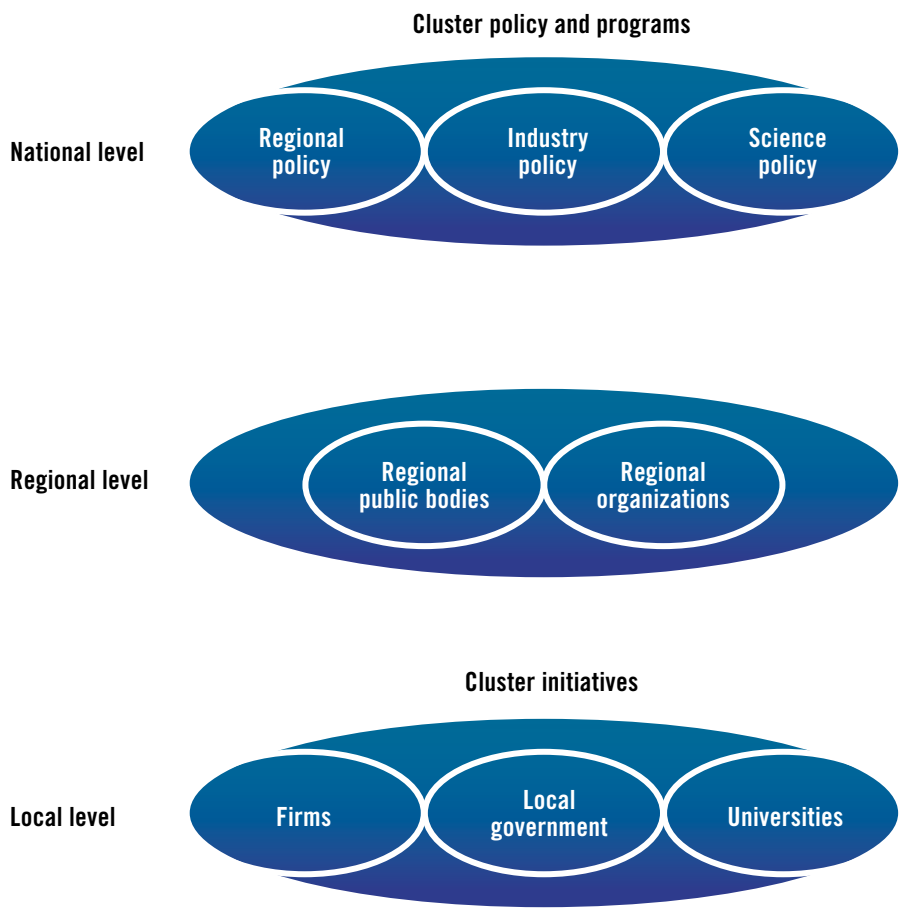 Cluster policy and programs
National level
Regional
policy
Industry
policy
Science
policy
Regional level
Regional
public bodies
Regional
organizations
Cluster initiatives
Local level
Firms
Local
government
Universities